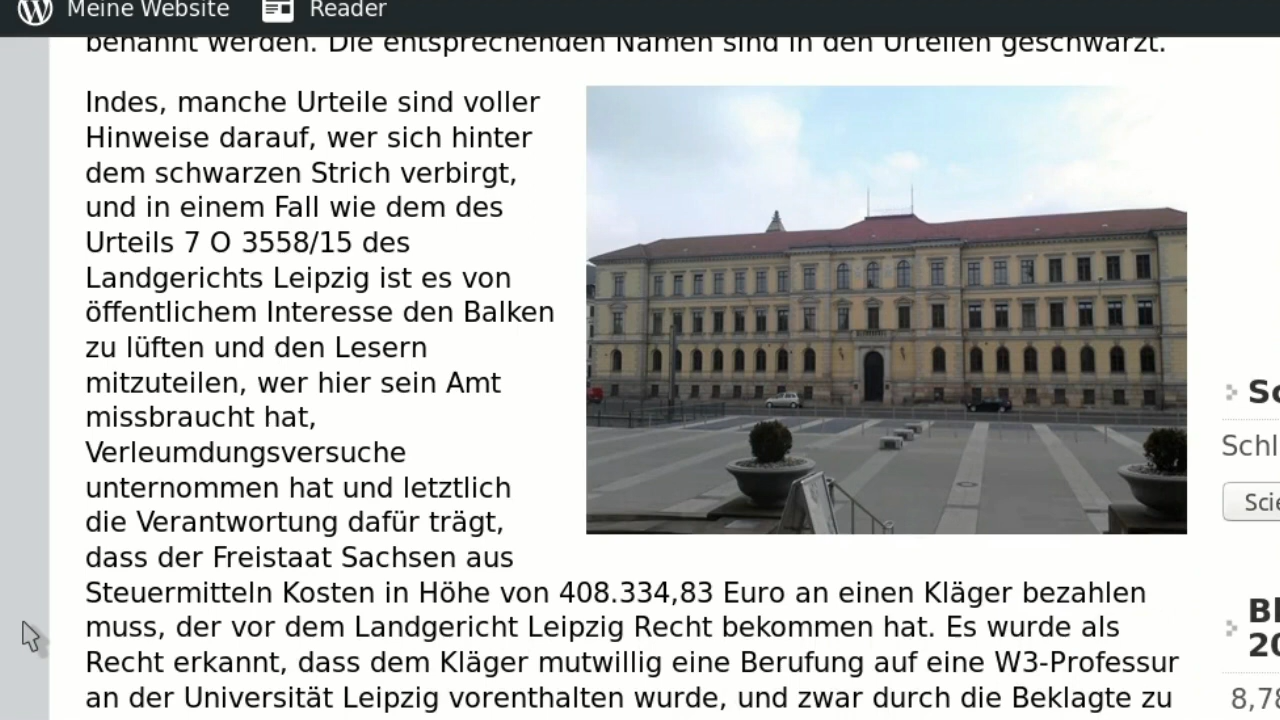 Meine Website Reader
benannt werden. Die entsprechenden Namen sind in den Urteilen geschwärzt.
Indes, manche Urteile sind voller
Hinweise darauf, wer sich hinter
dem schwarzen Strich verbirgt,
und in einem Fall wie dem des
Urteils 7 O 3558/15 des
Landgerichts Leipzig ist es von
öffentlichem Interesse den Balken
zu lüften und den Lesern
mitzuteilen, wer hier sein Amt
missbraucht hat,
Verleumdungsversuche
unternommen hat und letztlich
die Verantwortung dafür trägt,
dass der Freistaat Sachsen aus
Steuermitteln Kosten in Höhe von 408.334,83 Euro an einen Kläger bezahlen
muss, der vor dem Landgericht Leipzig Recht bekommen hat. Es wurde als
Recht erkannt, dass dem Kläger mutwillig eine Berufung auf eine W3-Professur
an der Universität Leipzig vorenthalten wurde, und zwar durch die Beklagte zu
Schl
Scie
Bl
20
8,78